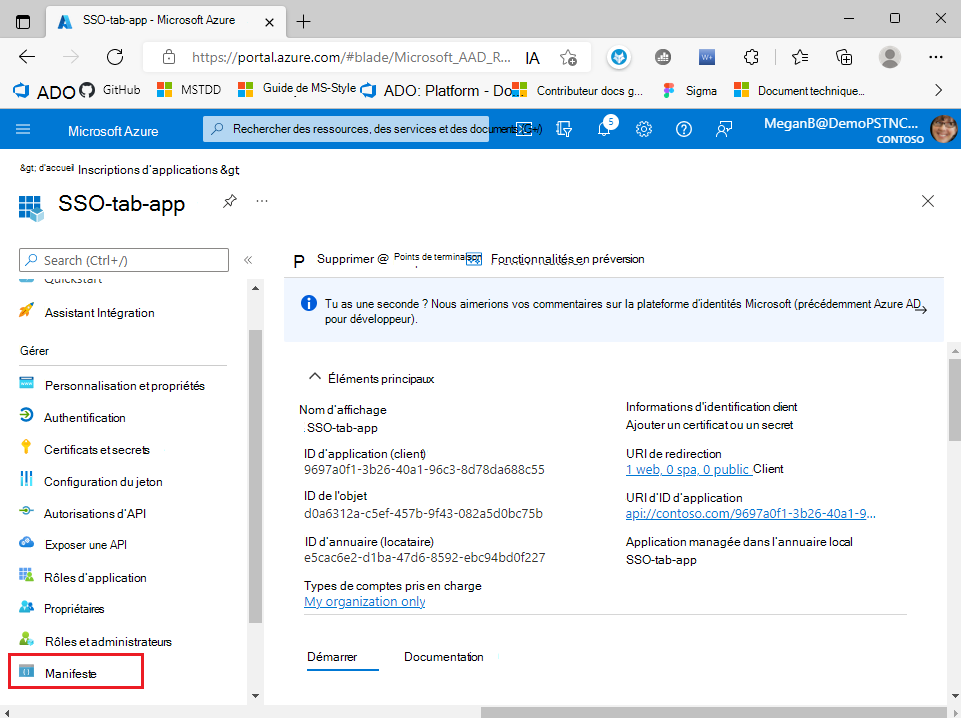 SSO-tab-app - Microsoft Azure
https://portal.azure.com/#blade/Microsoft_AAD_R... IA
ADO GitHub MSTDD Guide de MS-Style ADO: Platform - Do... Contributeur docs g... Sigma Document technique...
Microsoft Azure Rechercher des ressources, des services et des documents (G+/) 5 MeganB@DemoPSTNC...
CONTOSO
&gt; d'accueil Inscriptions d'applications &gt;
SSO-tab-app ...
Search (Ctrl+/) «
P Supprimer @ Points de terminaison Fonctionnalités en préversion
Quickstart
Assistant Intégration
Gérer
Personnalisation et propriétés
Authentification
Certificats et secrets
Configuration du jeton
Autorisations d'API
Exposer une API
Rôles d'application
Propriétaires
Rôles et administrateurs
Manifeste
Tu as une seconde ? Nous aimerions vos commentaires sur la plateforme d'identités Microsoft (précédemment Azure AD
pour développeur).
Éléments principaux
Nom d'affichage
.SSO-tab-app
ID d'application (client)
9697a0f1-3b26-40a1-96c3-8d78da688c55
ID de l'objet
d0a6312a-c5ef-457b-9f43-082a5d0bc75b
ID d'annuaire (locataire)
e5cac6e2-d1ba-47d6-8592-ebc94bd0f227
Types de comptes pris en charge
My organization only
Informations d'identification client
Ajouter un certificat ou un secret
URI de redirection
1 web, 0 spa, 0 public Client
URI d'ID d'application
api://contoso.com/9697a0f1-3b26-40a1-9...
Application managée dans l'annuaire local
SSO-tab-app
Démarrer Documentation